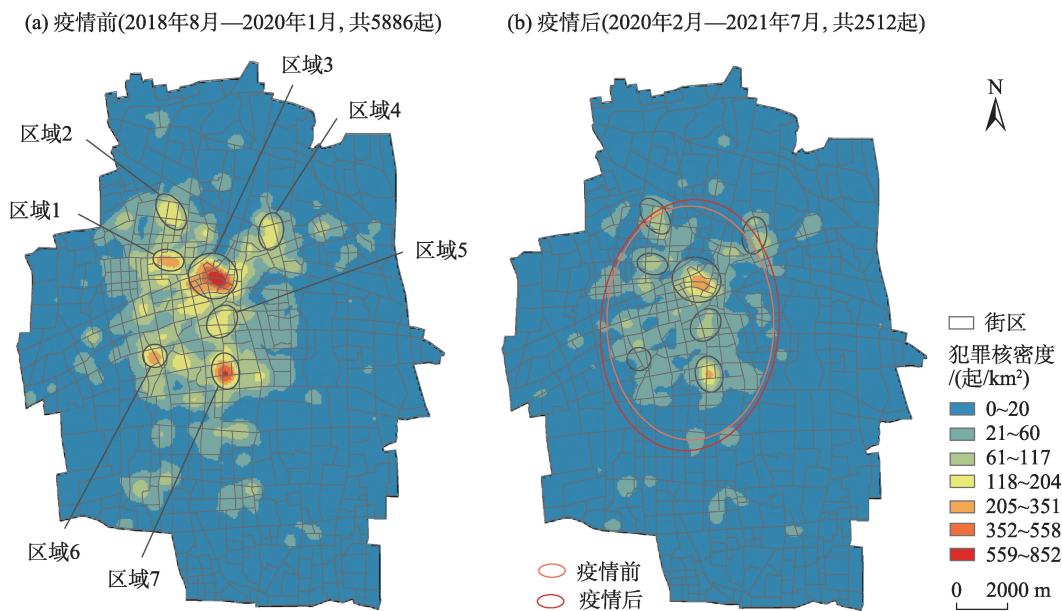 (a) 疫情前(2018年8月—2020年1月, 共5886起)
(b) 疫情后(2020年2月—2021年7月, 共2512起)
区域3
区域4
区域2
区域1
区域5
区域6
区域7
N
街区
犯罪核密度
/(起/km²)
0~20
21~60
61~117
118~204
205~351
352~558
559~852
疫情前
疫情后
0 2000 m